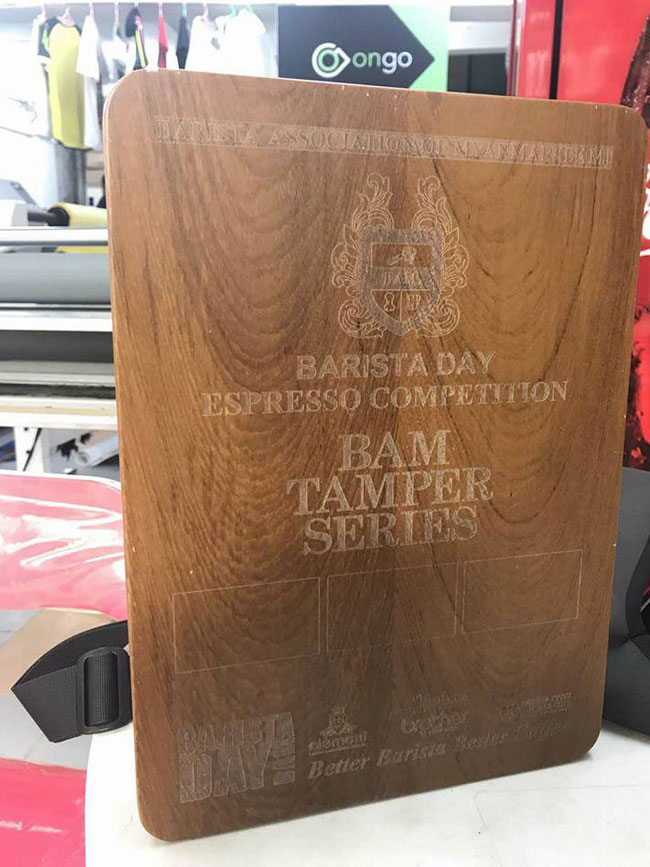 ongo
BARISTA ASSOCIATION OF MYANMAR
BARISTA DAY
ESPRESSO COMPETITION
BAM
TAMPER
SERIES
BARISTA
DAY
element
brother
Better Barista Better Coffee